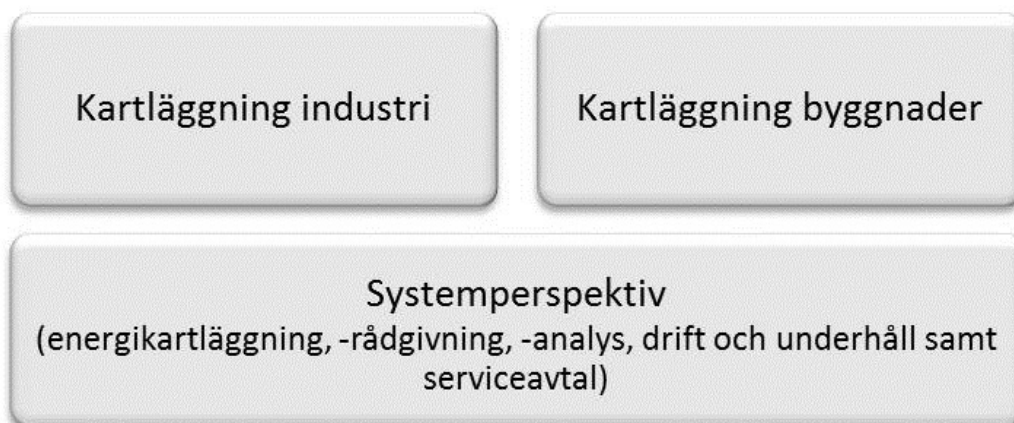 Kartläggning industri
Kartläggning byggnader
Systemperspektiv
(energikartläggning, -rådgivning, -analys, drift och underhåll samt
serviceavtal)